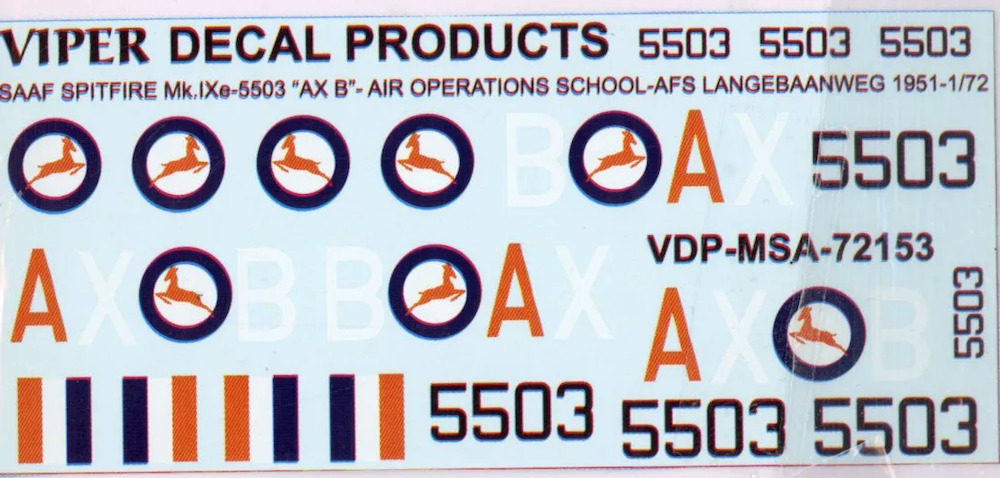 VIPER DECAL PRODUCTS 5503 5503 5503
SAAF SPITFIRE Mk.IXe-5503 "AX B"- AIR OPERATIONS SCHOOL-AFS LANGEBAANWEG 1951-1/72
B A X 5503
VDP-MSA-72153
A X B B A X
A X B 5503
5503 5503 5503